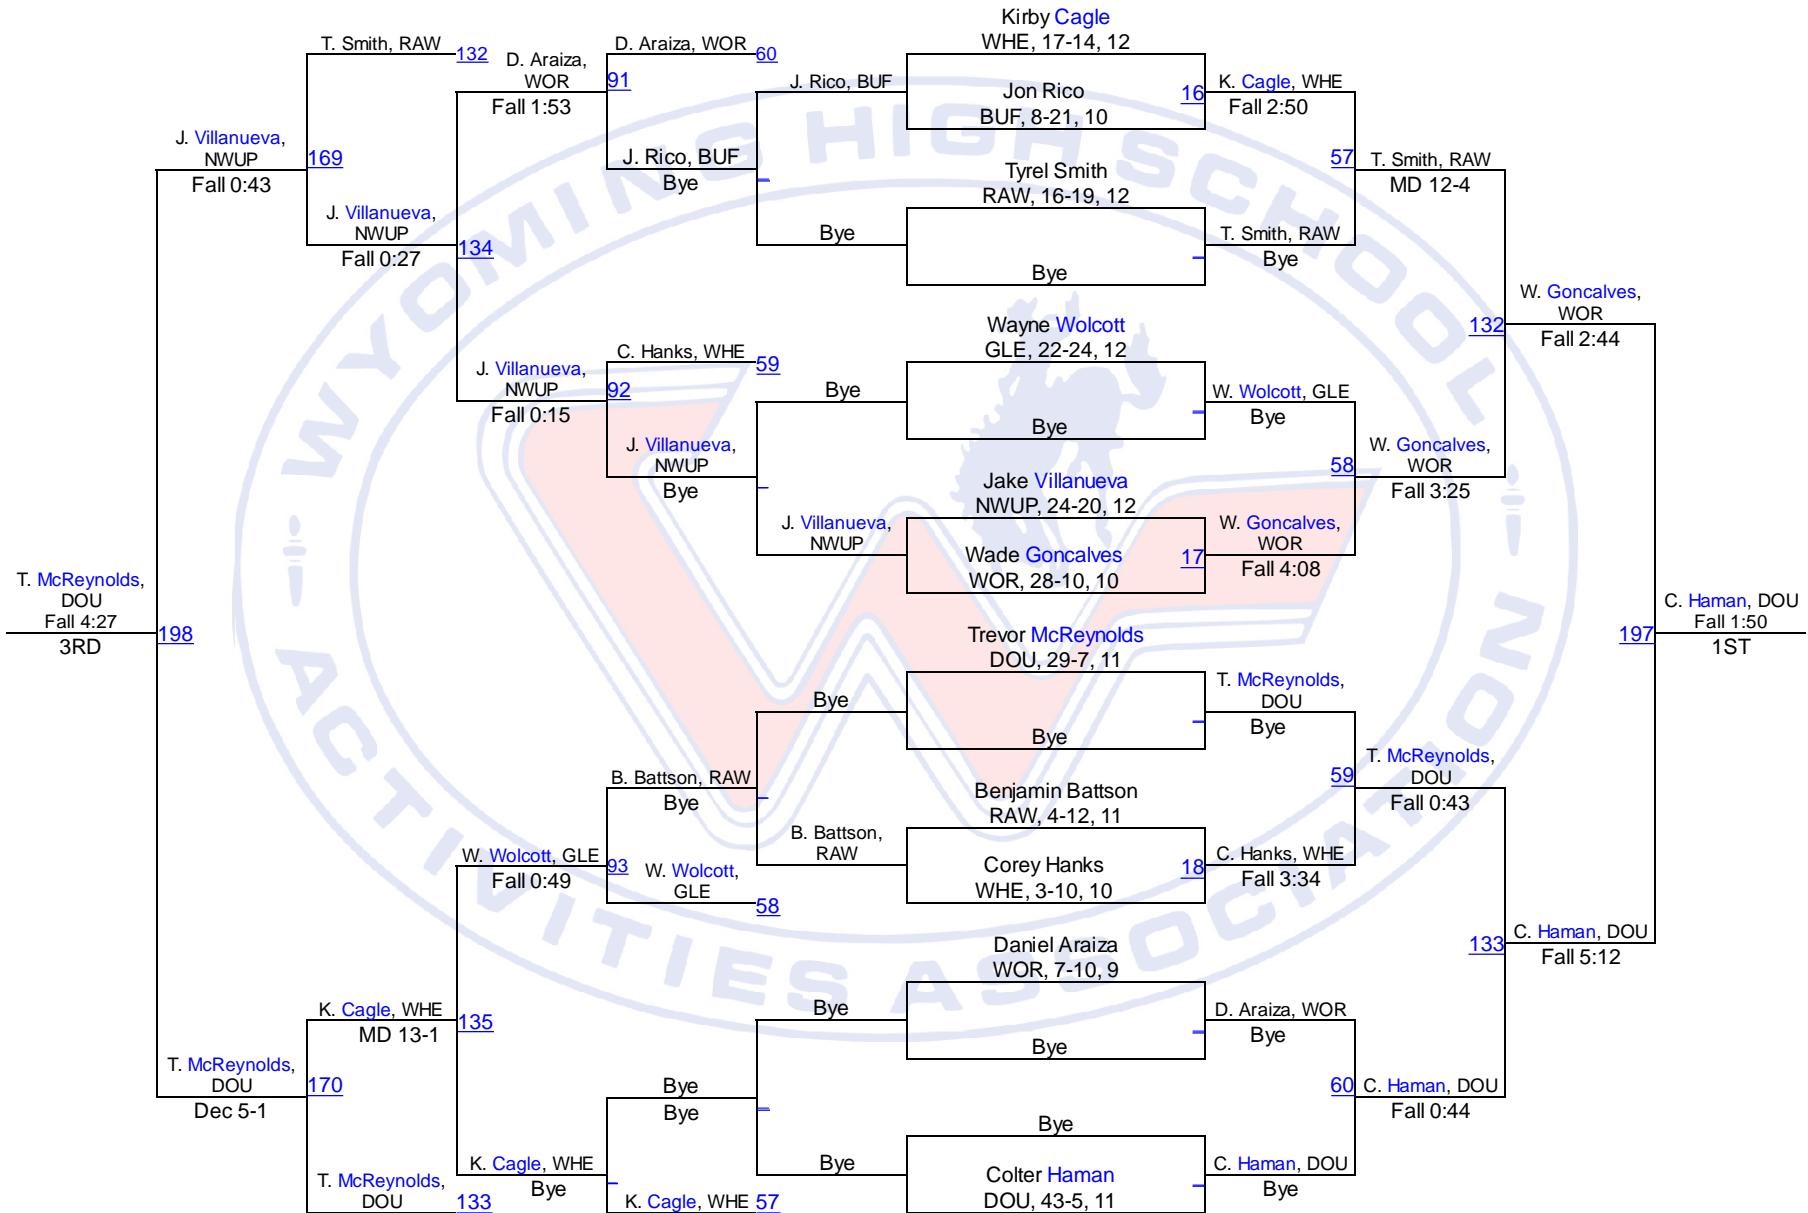 Kirby Cagle
WHE, 17-14, 12
T. Smith, RAW
132
D. Araiza,
WOR
Fall 1:53
91
D. Araiza, WOR
60
J. Rico, BUF
Jon Rico
BUF, 8-21, 10
16
K. Cagle, WHE
Fall 2:50
J. Villanueva,
NWUP
Fall 0:43
169
J. Rico, BUF
Bye
Tyrel Smith
RAW, 16-19, 12
57
T. Smith, RAW
MD 12-4
J. Villanueva,
NWUP
Fall 0:27
134
Bye
Bye
T. Smith, RAW
Bye
Wayne Wolcott
GLE, 22-24, 12
132
W. Goncalves,
WOR
Fall 2:44
J. Villanueva,
NWUP
Fall 0:15
92
C. Hanks, WHE
59
Bye
Bye
W. Wolcott, GLE
Bye
J. Villanueva,
NWUP
Bye
Jake Villanueva
NWUP, 24-20, 12
58
W. Goncalves,
WOR
Fall 3:25
J. Villanueva,
NWUP
Wade Goncalves
WOR, 28-10, 10
17
W. Goncalves,
WOR
Fall 4:08
T. McReynolds,
DOU
Fall 4:27
3RD
198
Trevor McReynolds
DOU, 29-7, 11
197
C. Haman, DOU
Fall 1:50
1ST
Bye
Bye
T. McReynolds,
DOU
Bye
B. Battson, RAW
Bye
Benjamin Battson
RAW, 4-12, 11
59
T. McReynolds,
DOU
Fall 0:43
W. Wolcott, GLE
Fall 0:49
93
W. Wolcott,
GLE
58
B. Battson,
RAW
Corey Hanks
WHE, 3-10, 10
18
C. Hanks, WHE
Fall 3:34
Daniel Araiza
WOR, 7-10, 9
133
C. Haman, DOU
Fall 5:12
K. Cagle, WHE
MD 13-1
135
Bye
Bye
D. Araiza, WOR
Bye
T. McReynolds,
DOU
Dec 5-1
170
Bye
Bye
60
C. Haman, DOU
Fall 0:44
Bye
T. McReynolds,
DOU
133
K. Cagle, WHE
Bye
K. Cagle, WHE
57
Bye
Colter Haman
DOU, 43-5, 11
C. Haman, DOU
Bye
WYOMING HIGH SCHOOL
ACTIVITIES ASSOCIATION